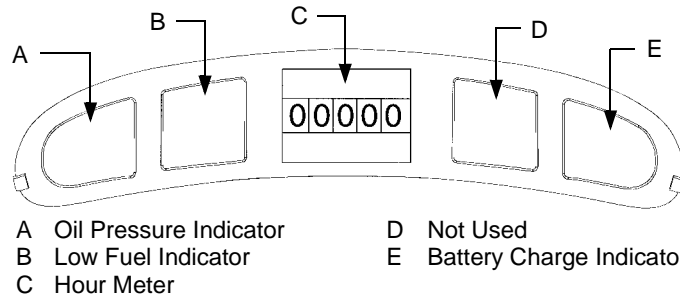 C
B
D
A
E
00000
A Oil Pressure Indicator
B Low Fuel Indicator
C Hour Meter
D Not Used
E Battery Charge Indicato